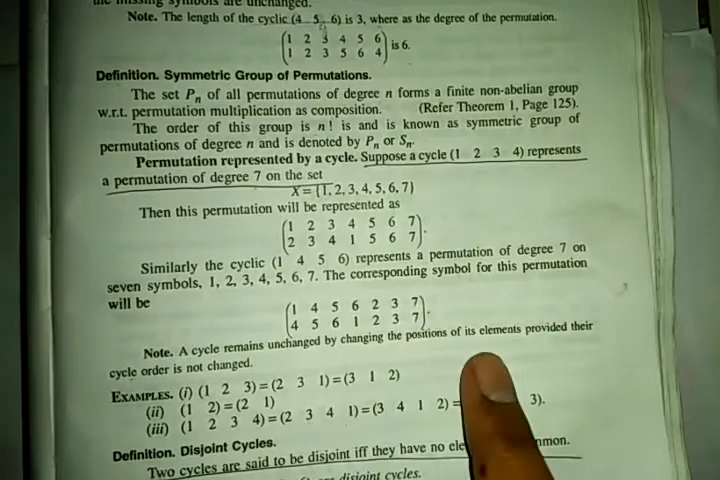 the missing symbols are unchanged.
Note. The length of the cyclic (4 5 6) is 3, where as the degree of the permutation.
(1 2 3 4 5 6
1 2 3 5 6 4) is 6.
Definition. Symmetric Group of Permutations.
The set Pn of all permutations of degree n forms a finite non-abelian group
w.r.t. permutation multiplication as composition. (Refer Theorem 1, Page 125).
The order of this group is n! is and is known as symmetric group of
permutations of degree n and is denoted by Pn or Sn.
Permutation represented by a cycle. Suppose a cycle (1 2 3 4) represents
a permutation of degree 7 on the set
X = {1, 2, 3, 4, 5, 6, 7}
Then this permutation will be represented as
(1 2 3 4 5 6 7
2 3 4 1 5 6 7).
Similarly the cyclic (1 4 5 6) represents a permutation of degree 7 on
seven symbols, 1, 2, 3, 4, 5, 6, 7. The corresponding symbol for this permutation
will be
(1 4 5 6 2 3 7
4 5 6 1 2 3 7).
Note. A cycle remains unchanged by changing the positions of its elements provided their
cycle order is not changed.
EXAMPLES. (i) (1 2 3) = (2 3 1) = (3 1 2)
(ii) (1 2) = (2 1)
(iii) (1 2 3 4) = (2 3 4 1) = (3 4 1 2) = 3).
Definition. Disjoint Cycles.
Two cycles are said to be disjoint iff they have no
disjoint cycles.